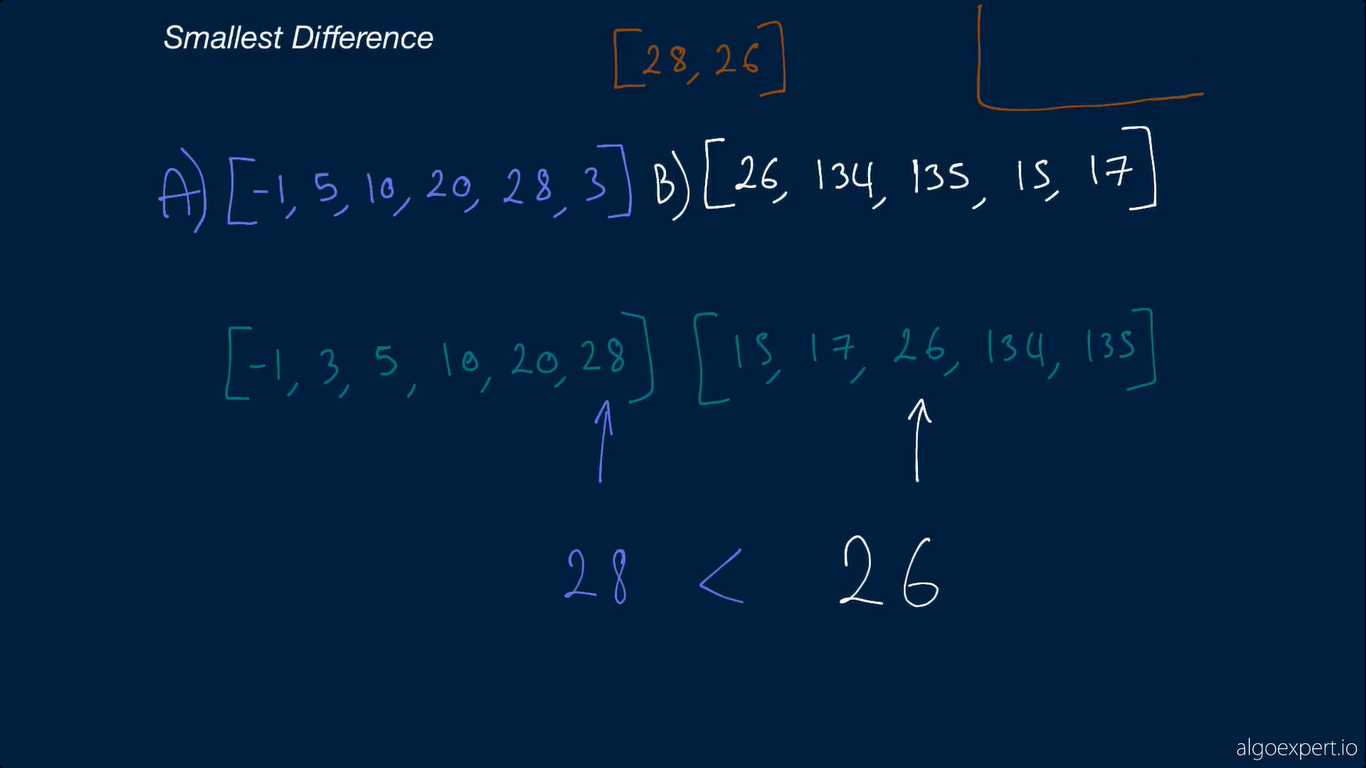 Smallest Difference
[28, 26]
A) [-1, 5, 10, 20, 28, 3] B) [26, 134, 135, 15, 17]
[-1, 3, 5, 10, 20, 28] [15, 17, 26, 134, 135]
28 < 26
algoexpert.io